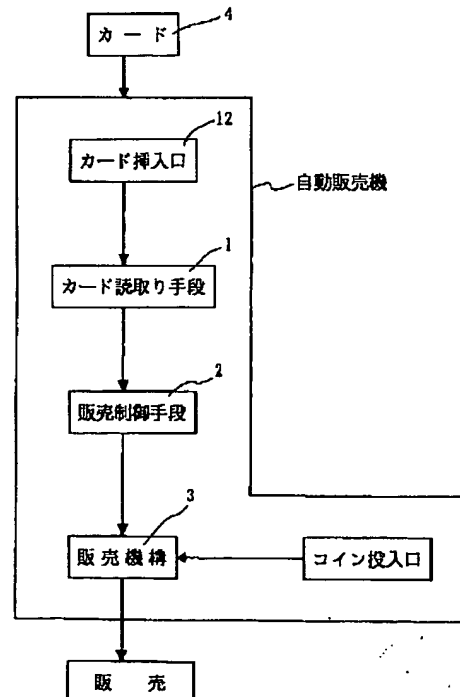 4
カード
12
カード挿入口
自動販売機
1
カード読取り手段
2
販売制御手段
3
販売機構
コイン投入口
販売